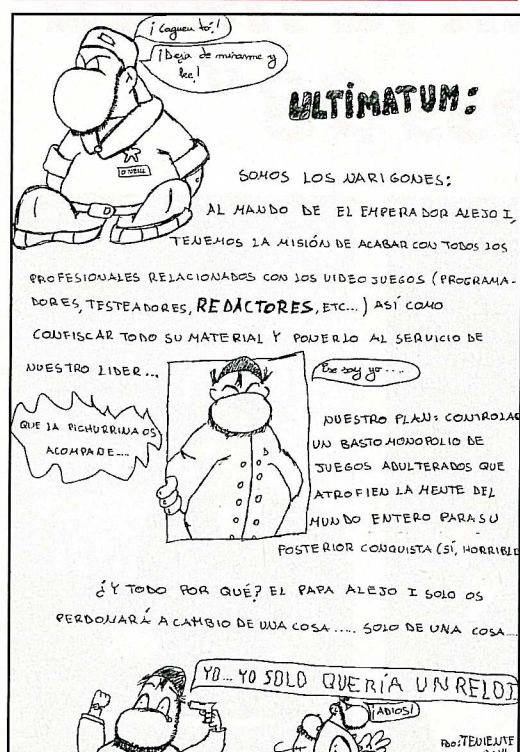 ¡Cagüen tó!
¡Deja de mirarme y
lee!
ULTÍMATUM:
O'NEILL
SOMOS LOS NARIGONES:
AL MANDO DE EL EMPERADOR ALEJO I,
TENEMOS LA MISIÓN DE ACABAR CON TODOS LOS
PROFESIONALES RELACIONADOS CON LOS VIDEOJUEGOS (PROGRAMA-
DORES, TESTEADORES, REDACTORES, ETC...) ASÍ COMO
CONFISCAR TODO SU MATERIAL Y PONERLO AL SERVICIO DE
NUESTRO LIDER...
Ese soy yo....
QUE LA PICHURRINA OS
ACOMPAÑE....
NUESTRO PLAN: CONTROLAR
UN BASTO MONOPOLIO DE
JUEGOS ADULTERADOS QUE
ATROFIEN LA MENTE DEL
MUNDO ENTERO PARA SU
POSTERIOR CONQUISTA (SÍ, HORRIBLE
¿Y TODO POR QUÉ? EL PAPA ALEJO I SOLO OS
PERDONARÁ A CAMBIO DE UNA COSA..... SOLO DE UNA COSA...
YO... YO SOLO QUERÍA UN RELOJ
¡ADIOS!
POR: TENIENTE